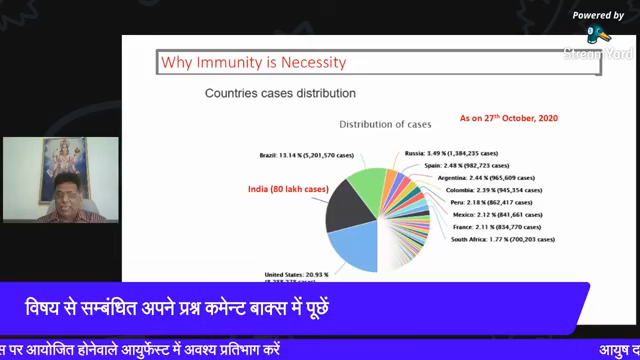 Powered by
StreamYard
Why Immunity is Necessity
Countries cases distribution
As on 27th October, 2020
Distribution of cases
Brazil: 13.14 % (5,201,570 cases)
Russia: 3.49 % (1,384,235 cases)
Spain: 2.48 % (982,723 cases)
Argentina: 2.44 % (965,609 cases)
India (80 lakh cases)
Colombia: 2.39 % (945,354 cases)
Peru: 2.18 % (862,417 cases)
Mexico: 2.12 % (841,661 cases)
France: 2.11 % (834,770 cases)
South Africa: 1.77 % (700,203 cases)
United States: 20.93 %
विषय से सम्बंधित अपने प्रश्न कमेन्ट बाक्स में पूछें
पर आयोजित होनेवाले आयुर्फेस्ट में अवश्य प्रतिभाग करें
आयुष